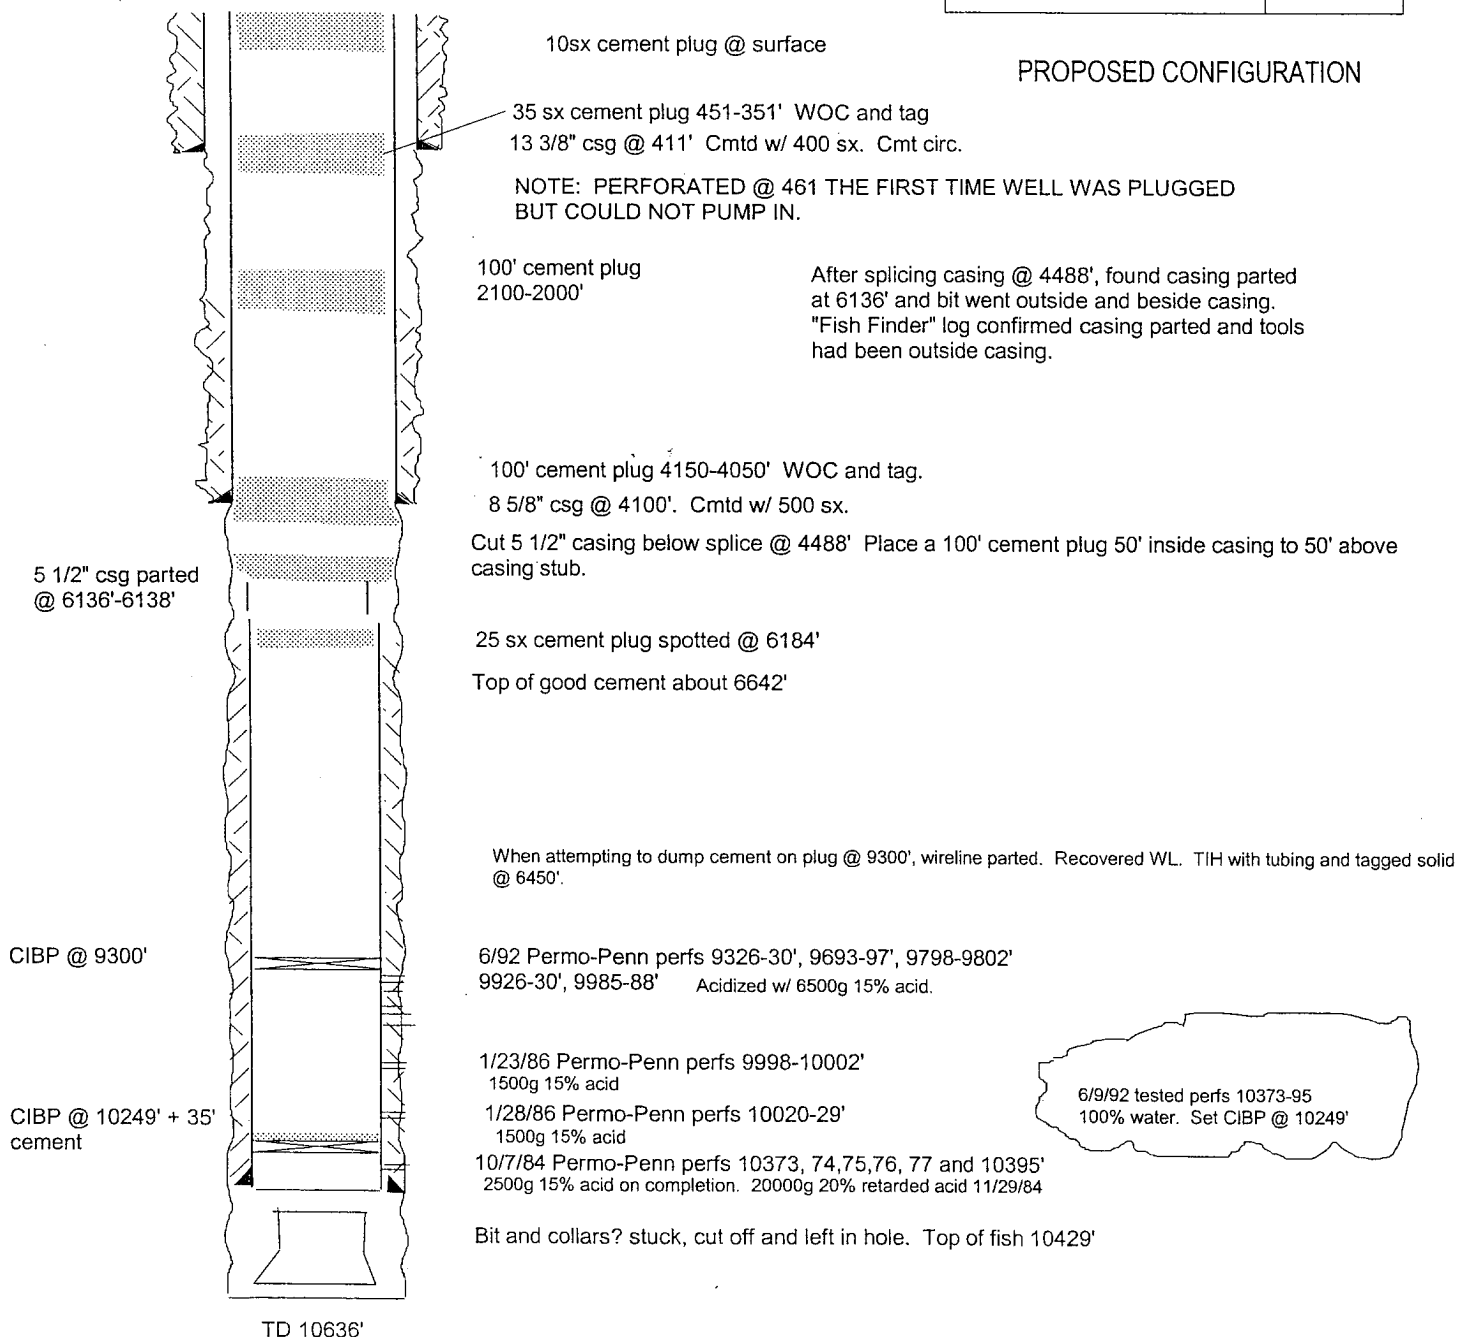 10sx cement plug @ surface
PROPOSED CONFIGURATION
35 sx cement plug 451-351' WOC and tag
13 3/8" csg @ 411' Cmtd w/ 400 sx. Cmt circ.
NOTE: PERFORATED @ 461 THE FIRST TIME WELL WAS PLUGGED
BUT COULD NOT PUMP IN.
100' cement plug
2100-2000'
After splicing casing @ 4488', found casing parted
at 6136' and bit went outside and beside casing.
"Fish Finder" log confirmed casing parted and tools
had been outside casing.
100' cement plug 4150-4050' WOC and tag.
8 5/8" csg @ 4100'. Cmtd w/ 500 sx.
Cut 5 1/2" casing below splice @ 4488' Place a 100' cement plug 50' inside casing to 50' above
casing stub.
5 1/2" csg parted
@ 6136'-6138'
25 sx cement plug spotted @ 6184'
Top of good cement about 6642'
When attempting to dump cement on plug @ 9300', wireline parted. Recovered WL. TIH with tubing and tagged solid
@ 6450'.
CIBP @ 9300'
6/92 Permo-Penn perfs 9326-30', 9693-97', 9798-9802'
9926-30', 9985-88' Acidized w/ 6500g 15% acid.
1/23/86 Permo-Penn perfs 9998-10002'
1500g 15% acid
CIBP @ 10249' + 35'
cement
1/28/86 Permo-Penn perfs 10020-29'
1500g 15% acid
6/9/92 tested perfs 10373-95
100% water. Set CIBP @ 10249'
10/7/84 Permo-Penn perfs 10373, 74,75,76, 77 and 10395'
2500g 15% acid on completion. 20000g 20% retarded acid 11/29/84
Bit and collars? stuck, cut off and left in hole. Top of fish 10429'
TD 10636'